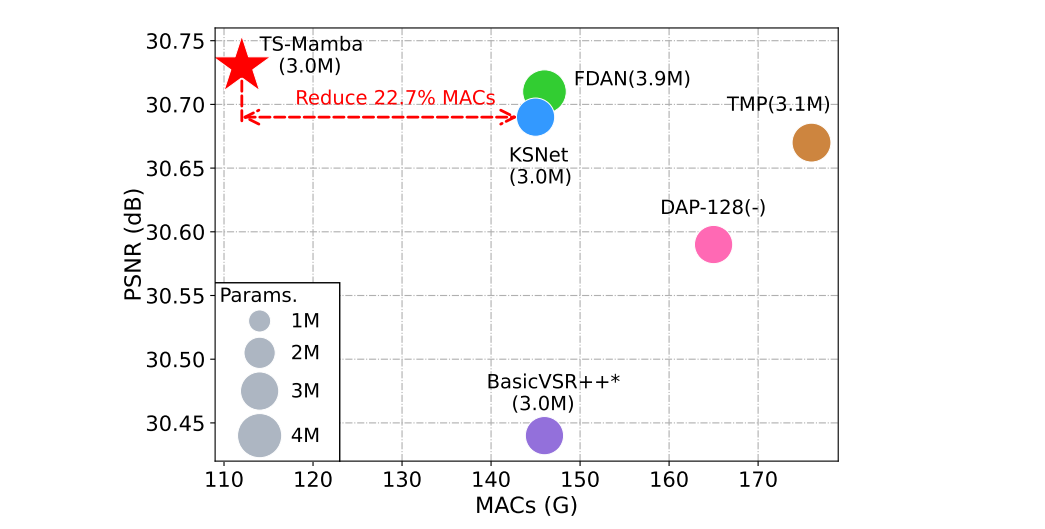 30.75
30.70
30.65
30.60
30.55
30.50
30.45
PSNR (dB)
TS-Mamba
(3.0M)
Reduce 22.7% MACs
FDAN(3.9M)
KSNet
(3.0M)
TMP(3.1M)
DAP-128(-)
BasicVSR++*
(3.0M)
Params.
1M
2M
3M
4M
110 120 130 140 150 160 170
MACs (G)